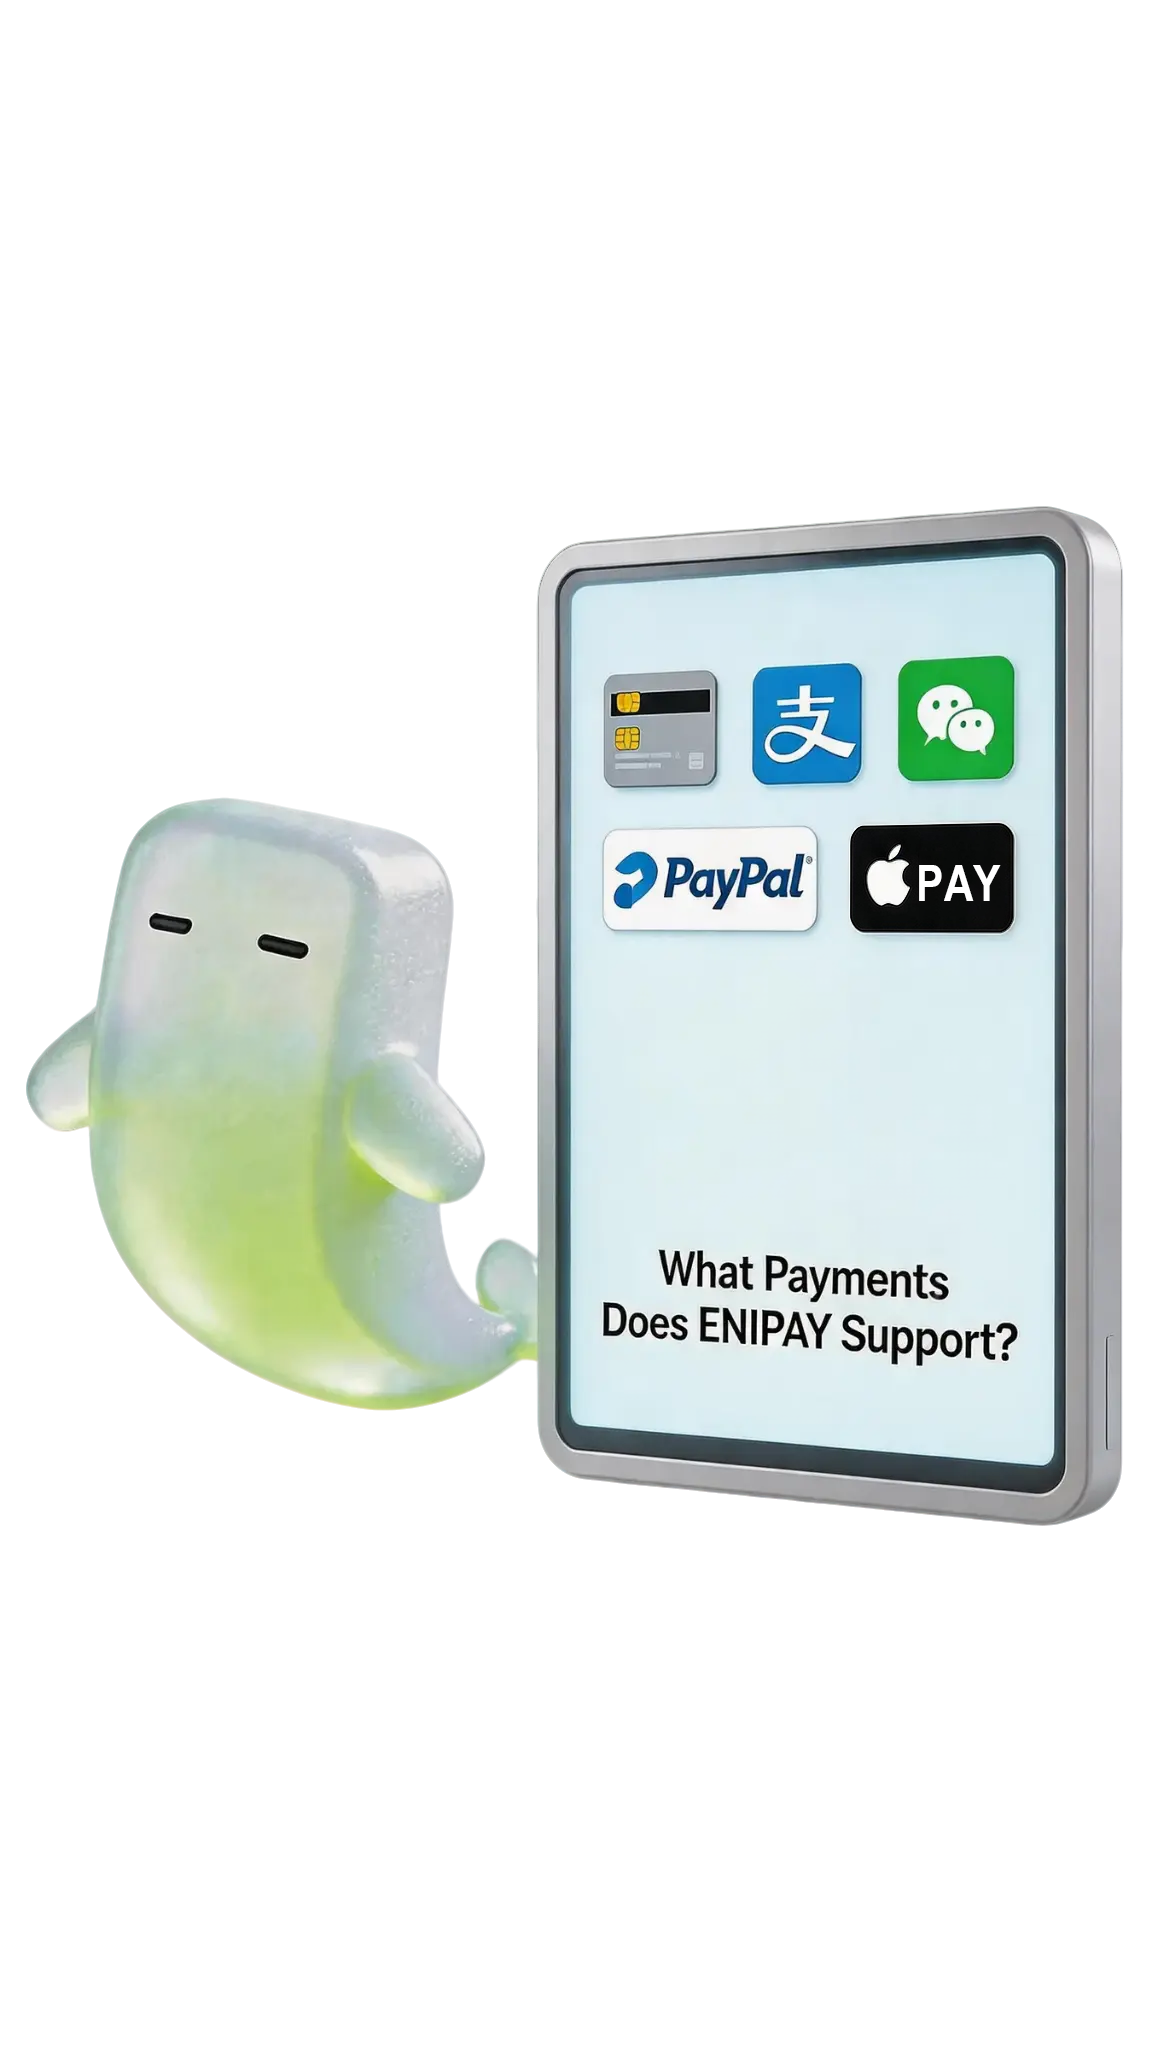 支
PayPal®
PAY
What Payments
Does ENIPAY Support?